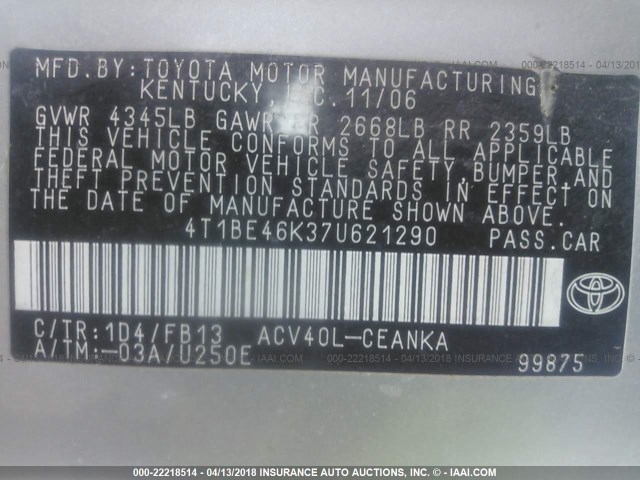 MFD.BY:TOYOTA MOTOR MANUFACTURING
KENTUCKY, 11/06
GVWR 4345LB GAWR FR 2668LB RR 2359LB
THIS VEHICLE CONFORMS TO ALL APPLICABLE
FEDERAL MOTOR VEHICLE SAFETY, BUMPER AND
THEFT PREVENTION STANDARDS IN EFFECT ON
THE DATE OF MANUFACTURE SHOWN ABOVE.
4T1BE46K37U621290 PASS.CAR
C/TR:1D4/FB13 ACV40L-CEANKA
A/TM:-03A/U250E
99875
000-22218514 - 04/13/2018 INSURANCE AUTO AUCTIONS, INC. - IAAI.COM